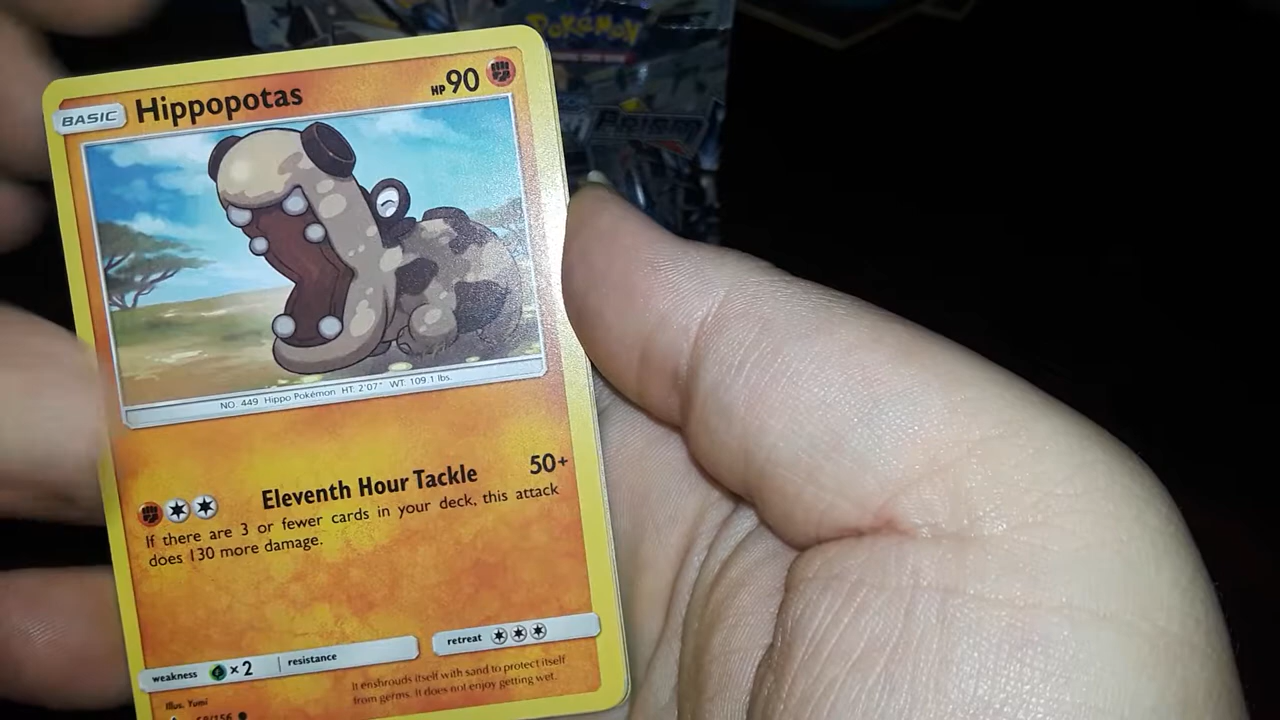 POKÉMON
PRISM
BASIC Hippopotas HP 90
NO. 449 Hippo Pokémon HT: 2'07" WT: 109.1 lbs.
Eleventh Hour Tackle 50+
If there are 3 or fewer cards in your deck, this attack
does 130 more damage.
weakness ×2 resistance retreat
It enshrouds itself with sand to protect itself
from germs. It does not enjoy getting wet.
Illus. Yumi
/156